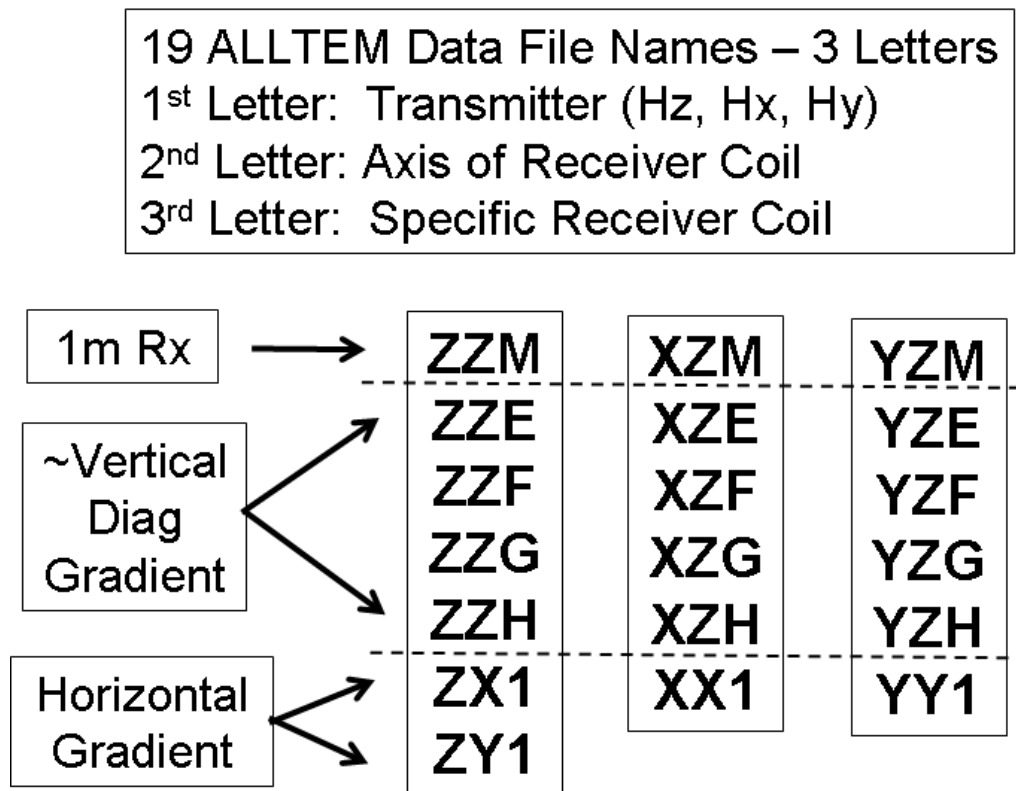 19 ALLTEM Data File Names – 3 Letters
1st Letter:  Transmitter (Hz, Hx, Hy)
2nd Letter: Axis of Receiver Coil
3rd Letter:  Specific Receiver Coil
1m Rx
~Vertical
Diag
Gradient
Horizontal
Gradient
ZZM
ZZE
ZZF
ZZG
ZZH
ZX1
ZY1
XZM
XZE
XZF
XZG
XZH
XX1
YZM
YZE
YZF
YZG
YZH
YY1